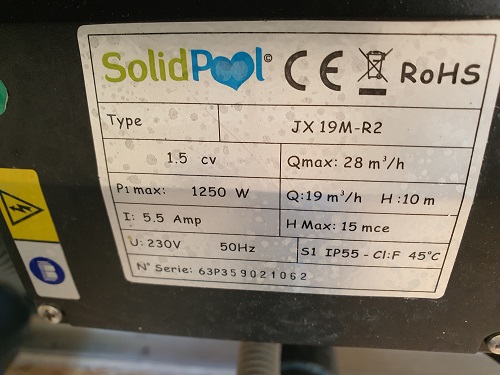 SolidPool© CE RoHS
Type JX 19M-R2
1.5 cv Qmax: 28 m³/h
P1 max: 1250 W Q:19 m³/h H:10 m
I: 5.5 Amp H Max: 15 mce
U: 230V 50Hz S1 IP55 - Cl:F 45°C
N° Serie: 63P359021062